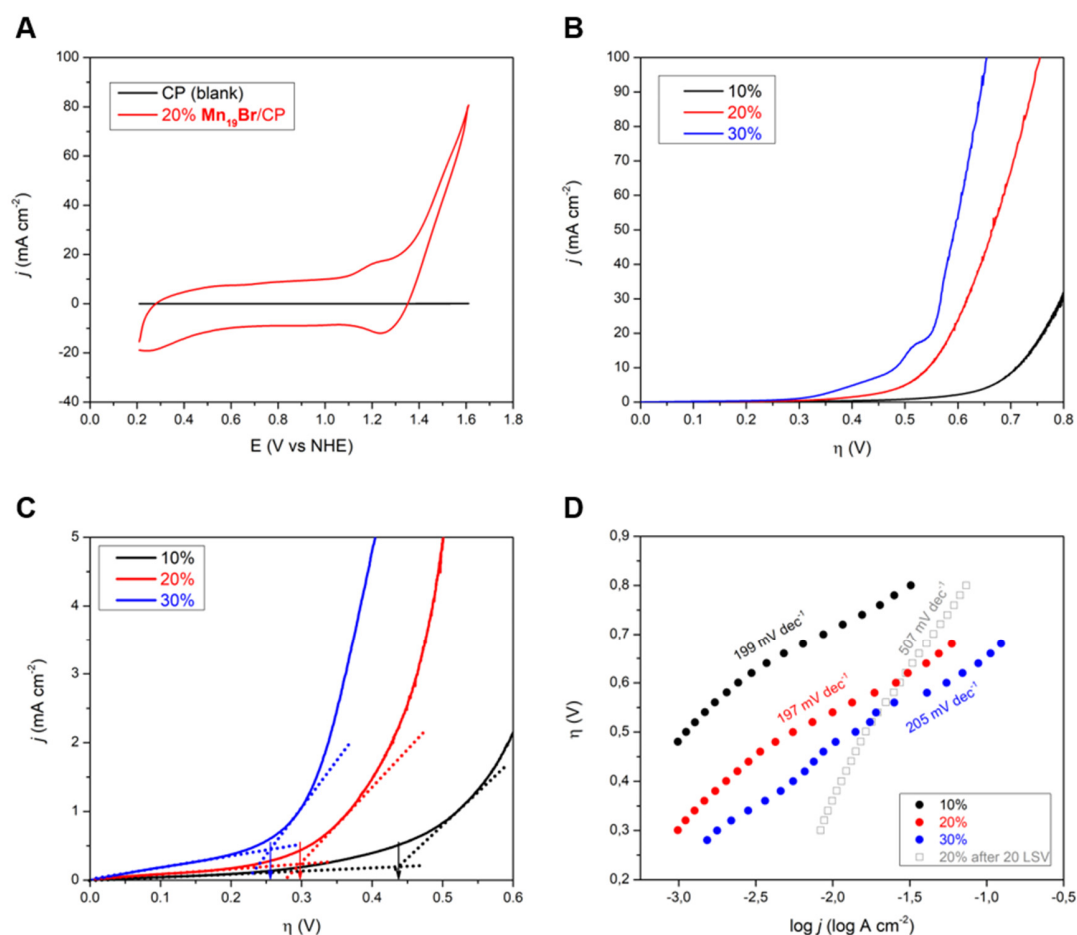 A
100
80
60
40
20
0
-20
-40
j (mA cm⁻²)
CP (blank)
20% Mn₁₉Br/CP
0.0 0.2 0.4 0.6 0.8 1.0 1.2 1.4 1.6 1.8
E (V vs NHE)
B
100
90
80
70
60
50
40
30
20
10
0
j (mA cm⁻²)
10%
20%
30%
0.0 0.1 0.2 0.3 0.4 0.5 0.6 0.7 0.8
η (V)
C
5
4
3
2
1
0
j (mA cm⁻²)
10%
20%
30%
0.0 0.1 0.2 0.3 0.4 0.5 0.6
η (V)
D
0,9
0,8
0,7
0,6
0,5
0,4
0,3
0,2
η (V)
199 mV dec⁻¹
507 mV dec⁻¹
197 mV dec⁻¹
205 mV dec⁻¹
10%
20%
30%
20% after 20 LSV
-3,0 -2,5 -2,0 -1,5 -1,0 -0,5
log j (log A cm⁻²)